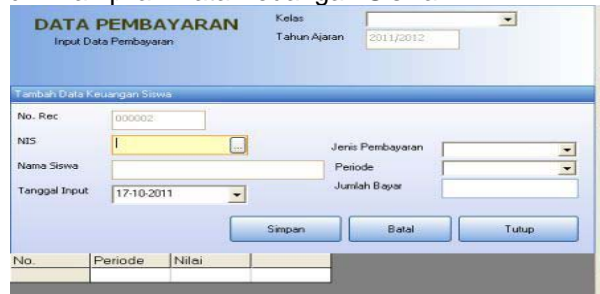 DATA PEMBAYARAN
Input Data Pembayaran
Kelas
Tahun Ajaran 2011/2012
Tambah Data Keuangan Siswa
No. Rec 000002
NIS ...
Nama Siswa
Tanggal Input 17-10-2011
Jenis Pembayaran
Periode
Jumlah Bayar
Simpan Batal Tutup
No. Periode Nilai